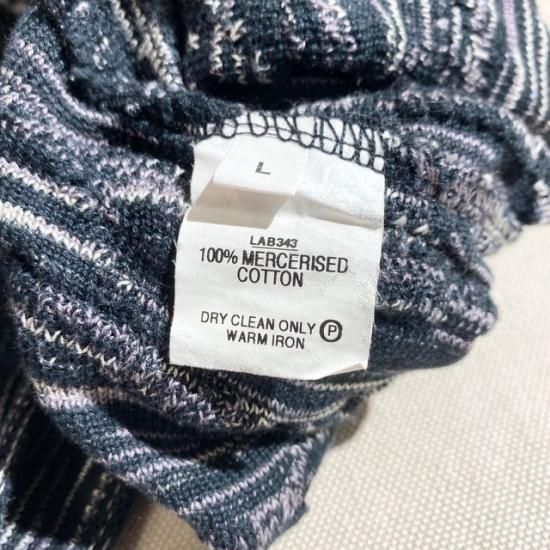 L
LAB343
100% MERCERISED
COTTON
DRY CLEAN ONLY Ⓟ
WARM IRON